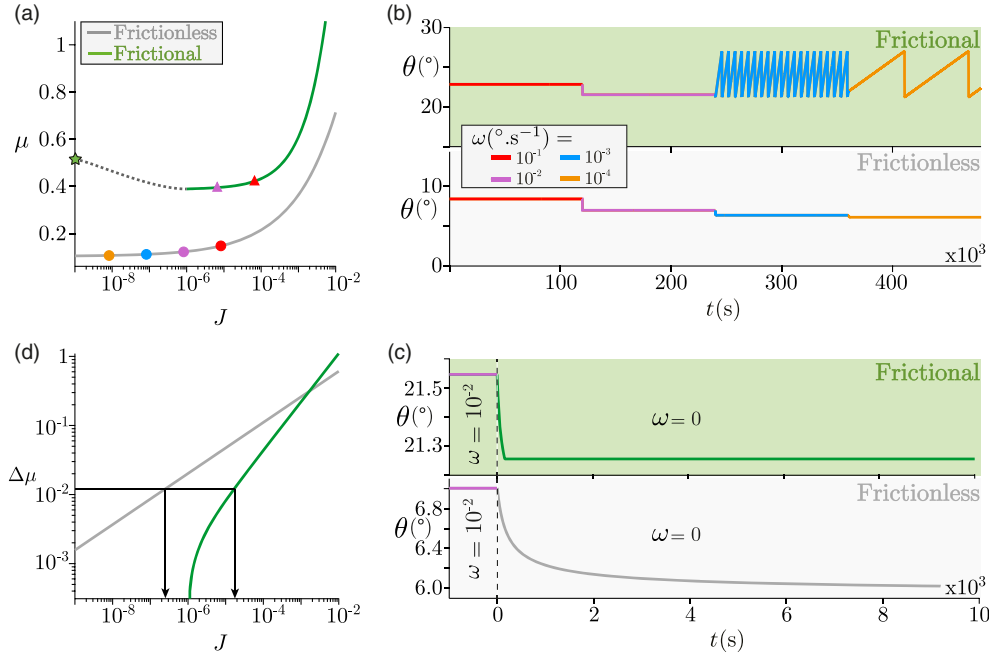 (a)
Frictionless
Frictional
1
0.8
0.6
0.4
0.2
μ
10⁻⁸ 10⁻⁶ 10⁻⁴ 10⁻²
J
(b)
Frictional
30
θ(°)
20
ω(°.s⁻¹) =
10⁻¹ 10⁻³
10⁻² 10⁻⁴
Frictionless
10
θ(°)
0
x10³
100 200 300 400
t(s)
(d)
1
10⁻¹
Δμ
10⁻²
10⁻³
10⁻⁸ 10⁻⁶ 10⁻⁴ 10⁻²
J
(c)
Frictional
21.5
θ(°)
21.3
ω = 10⁻²
ω = 0
Frictionless
6.8
θ(°)
6.4
6.0
ω = 10⁻²
ω = 0
x10³
0 2 4 6 8 10
t(s)